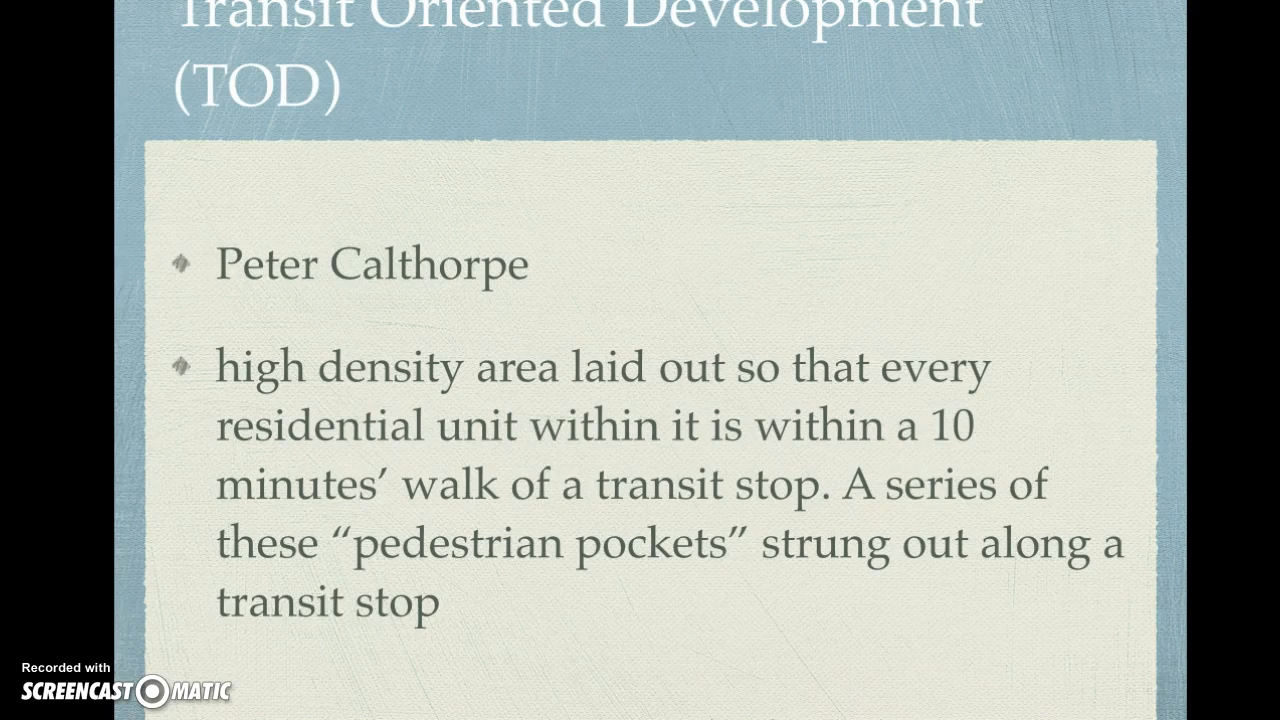 Transit Oriented Development
(TOD)
Peter Calthorpe
high density area laid out so that every
residential unit within it is within a 10
minutes’ walk of a transit stop. A series of
these “pedestrian pockets” strung out along a
transit stop
Recorded with
SCREENCAST MATIC